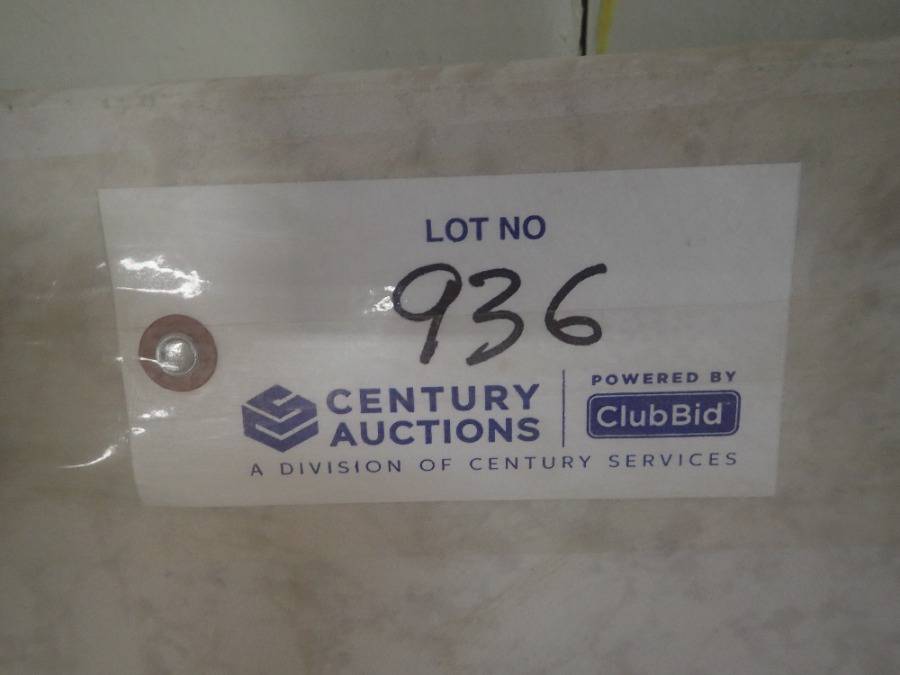 LOT NO
936
CENTURY AUCTIONS
POWERED BY
ClubBid
A DIVISION OF CENTURY SERVICES